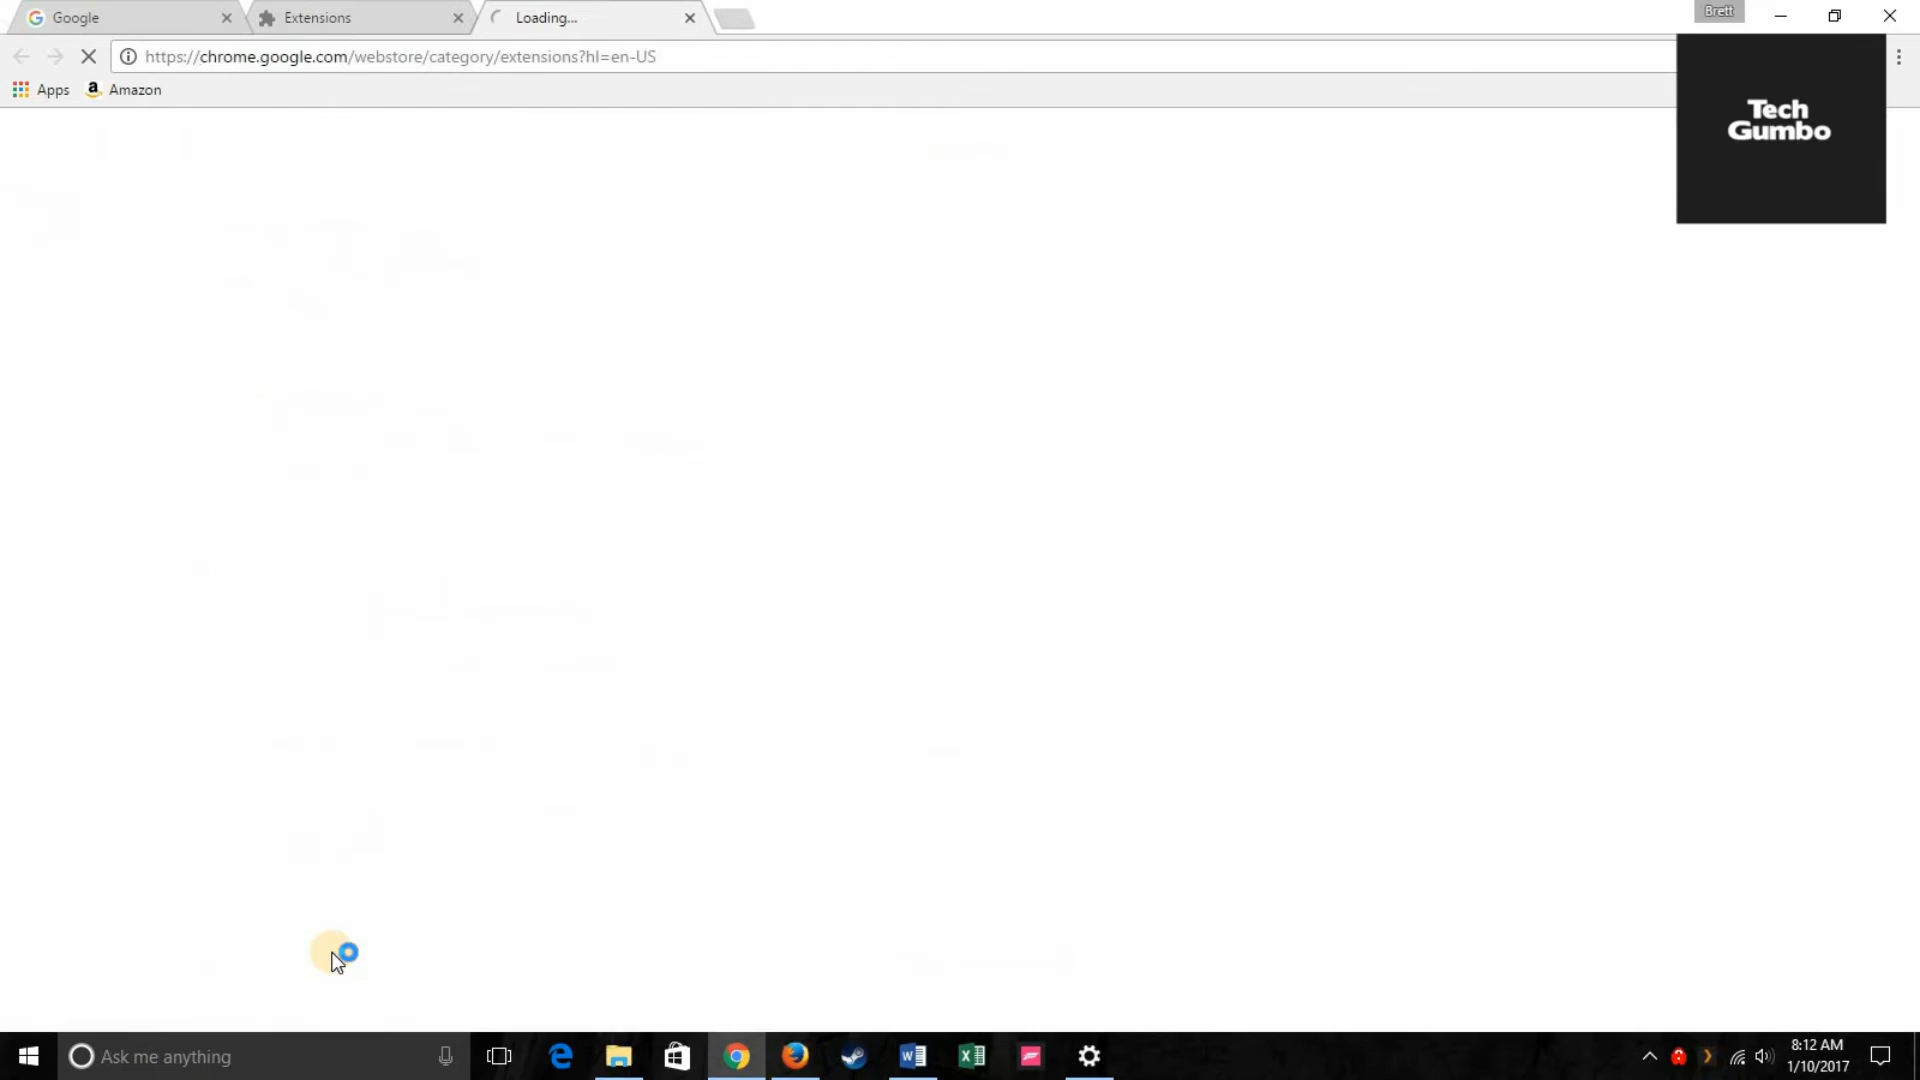 Google
Extensions
Loading...
Brett
https://chrome.google.com/webstore/category/extensions?hl=en-US
Apps
Amazon
Tech
Gumbo
Ask me anything
8:12 AM
1/10/2017